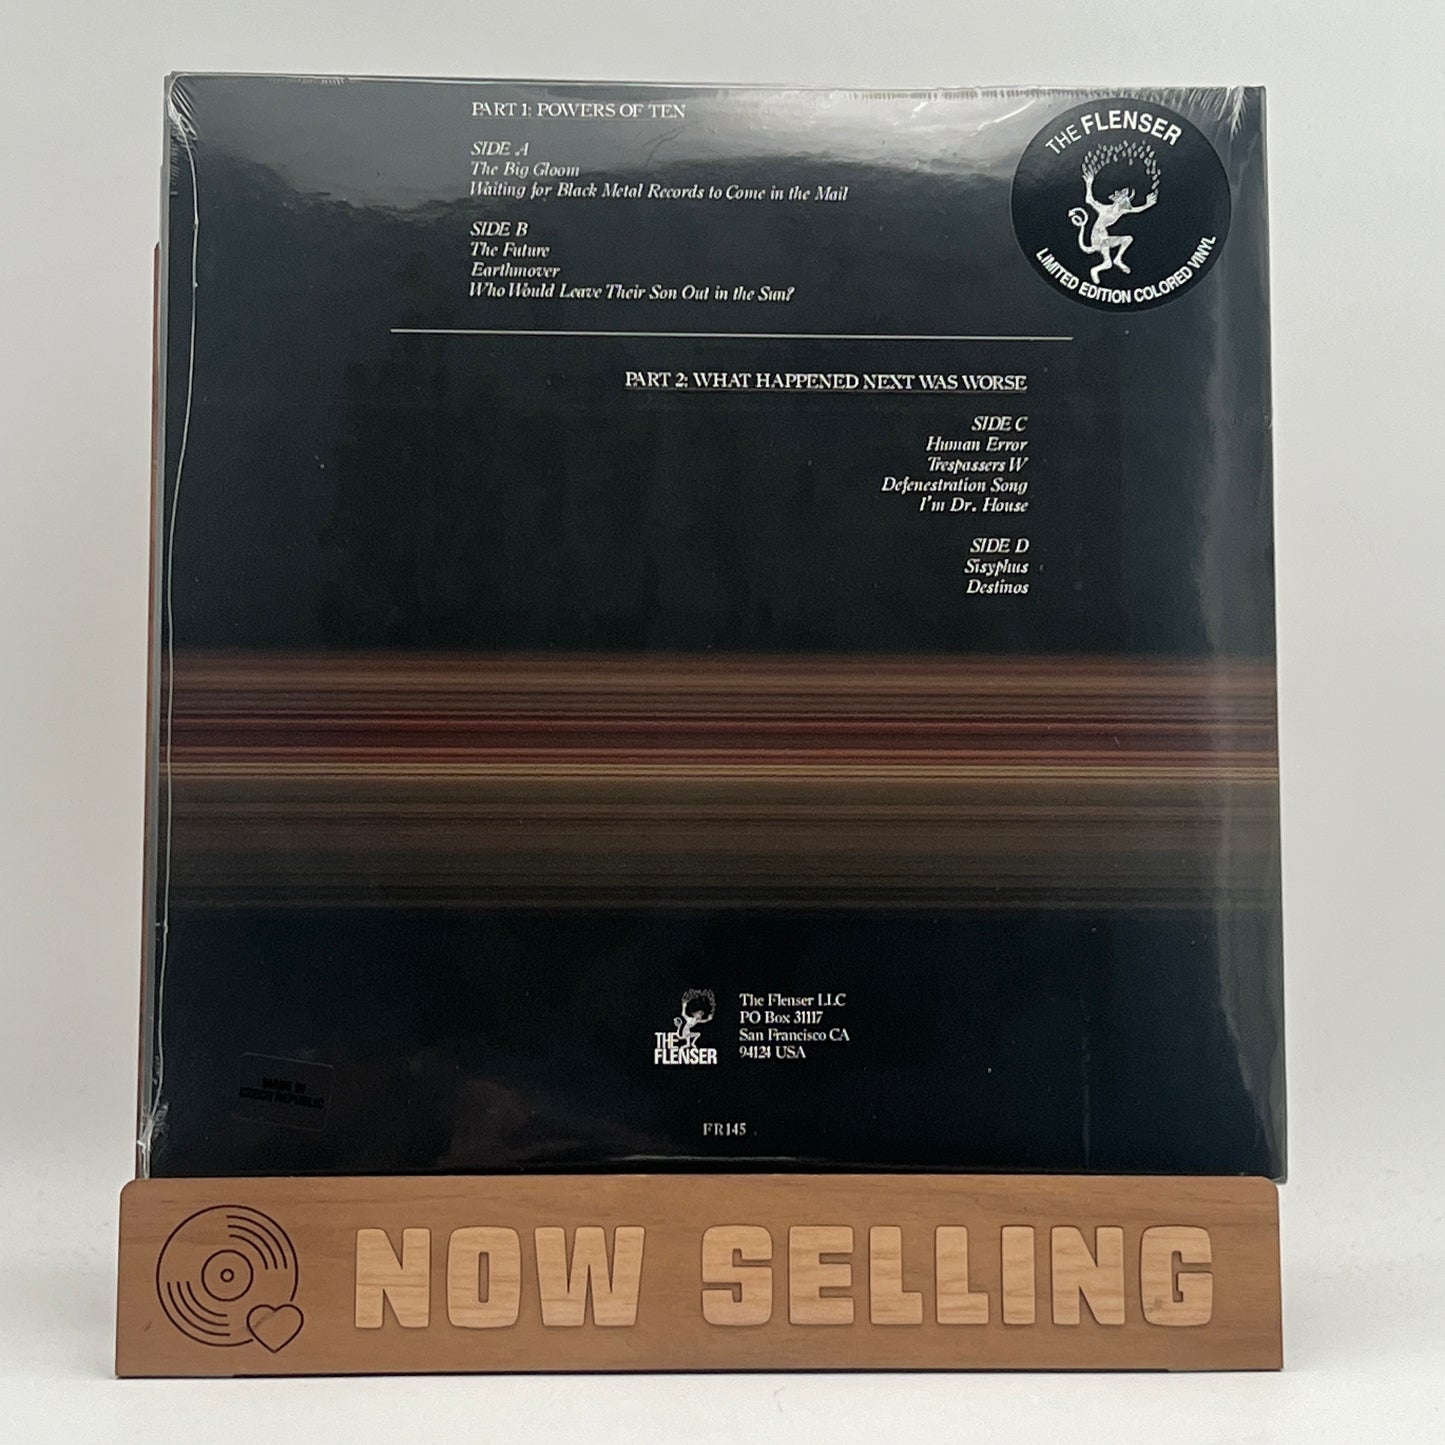 PART 1: POWERS OF TEN
SIDE A
The Big Gloom
Waiting for Black Metal Records to Come in the Mail
SIDE B
The Future
Earthmover
Who Would Leave Their Son Out in the Sun?
THE FLENSER
LIMITED EDITION COLORED VINYL
PART 2: WHAT HAPPENED NEXT WAS WORSE
SIDE C
Human Error
Trespassers W
Defenestration Song
I'm Dr. House
SIDE D
Sisyphus
Destinos
THE
FLENSER
The Flenser LLC
PO Box 31117
San Francisco CA
94124 USA
MADE IN
CZECH REPUBLIC
FR145
NOW SELLING